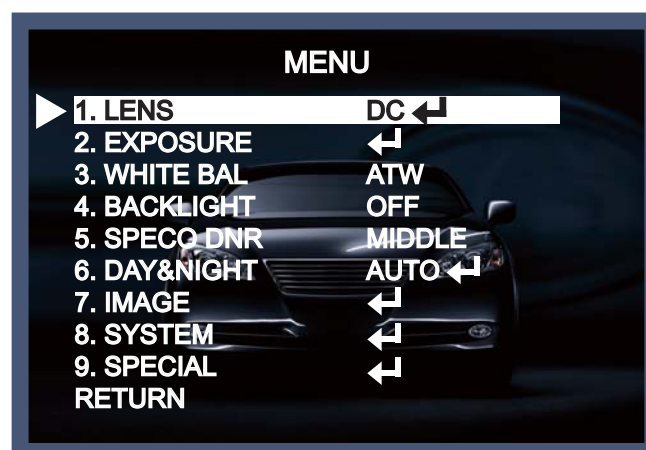 MENU
1. LENS DC
2. EXPOSURE
3. WHITE BAL ATW
4. BACKLIGHT OFF
5. SPECO DNR MIDDLE
6. DAY&NIGHT AUTO
7. IMAGE
8. SYSTEM
9. SPECIAL
RETURN